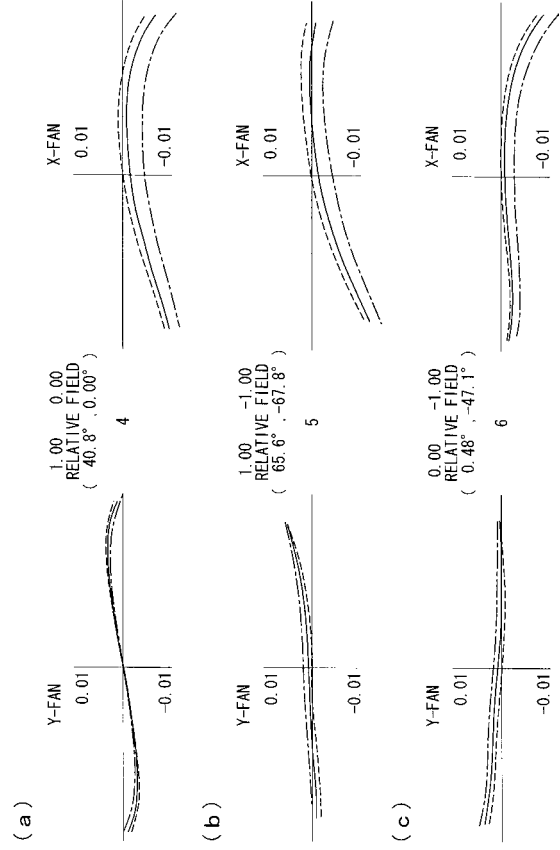 (a)
Y-FAN
0.01
-0.01
1.00 0.00
RELATIVE FIELD
( 40.8° , 0.00° )
4
X-FAN
0.01
-0.01
(b)
Y-FAN
0.01
-0.01
1.00 -1.00
RELATIVE FIELD
( 65.6° , -67.8° )
5
X-FAN
0.01
-0.01
(c)
Y-FAN
0.01
-0.01
0.00 -1.00
RELATIVE FIELD
( 0.48° , -47.1° )
6
X-FAN
0.01
-0.01